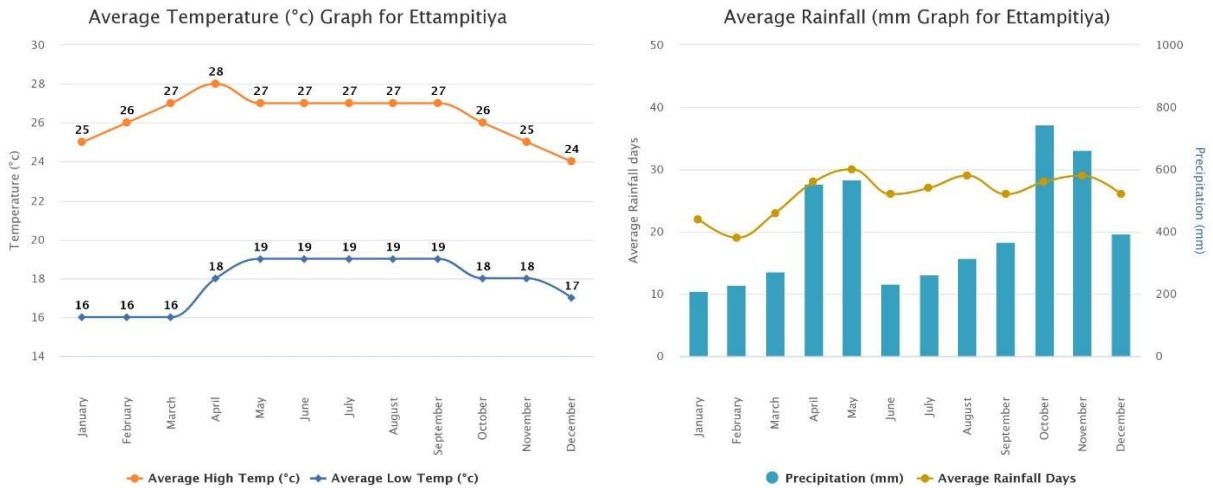 Average Temperature (°c) Graph for Ettampitiya
30
28
26
24
22
20
18
16
14
Temperature (°c)
25
26
27
28
27
27
27
27
27
26
25
24
16
16
16
18
19
19
19
19
19
18
18
17
January
February
March
April
May
June
July
August
September
October
November
December
Average High Temp (°c) Average Low Temp (°c)
Average Rainfall (mm Graph for Ettampitiya)
50
40
30
20
10
0
Average Rainfall days
1000
800
600
400
200
0
Precipitation (mm)
January
February
March
April
May
June
July
August
September
October
November
December
Precipitation (mm) Average Rainfall Days